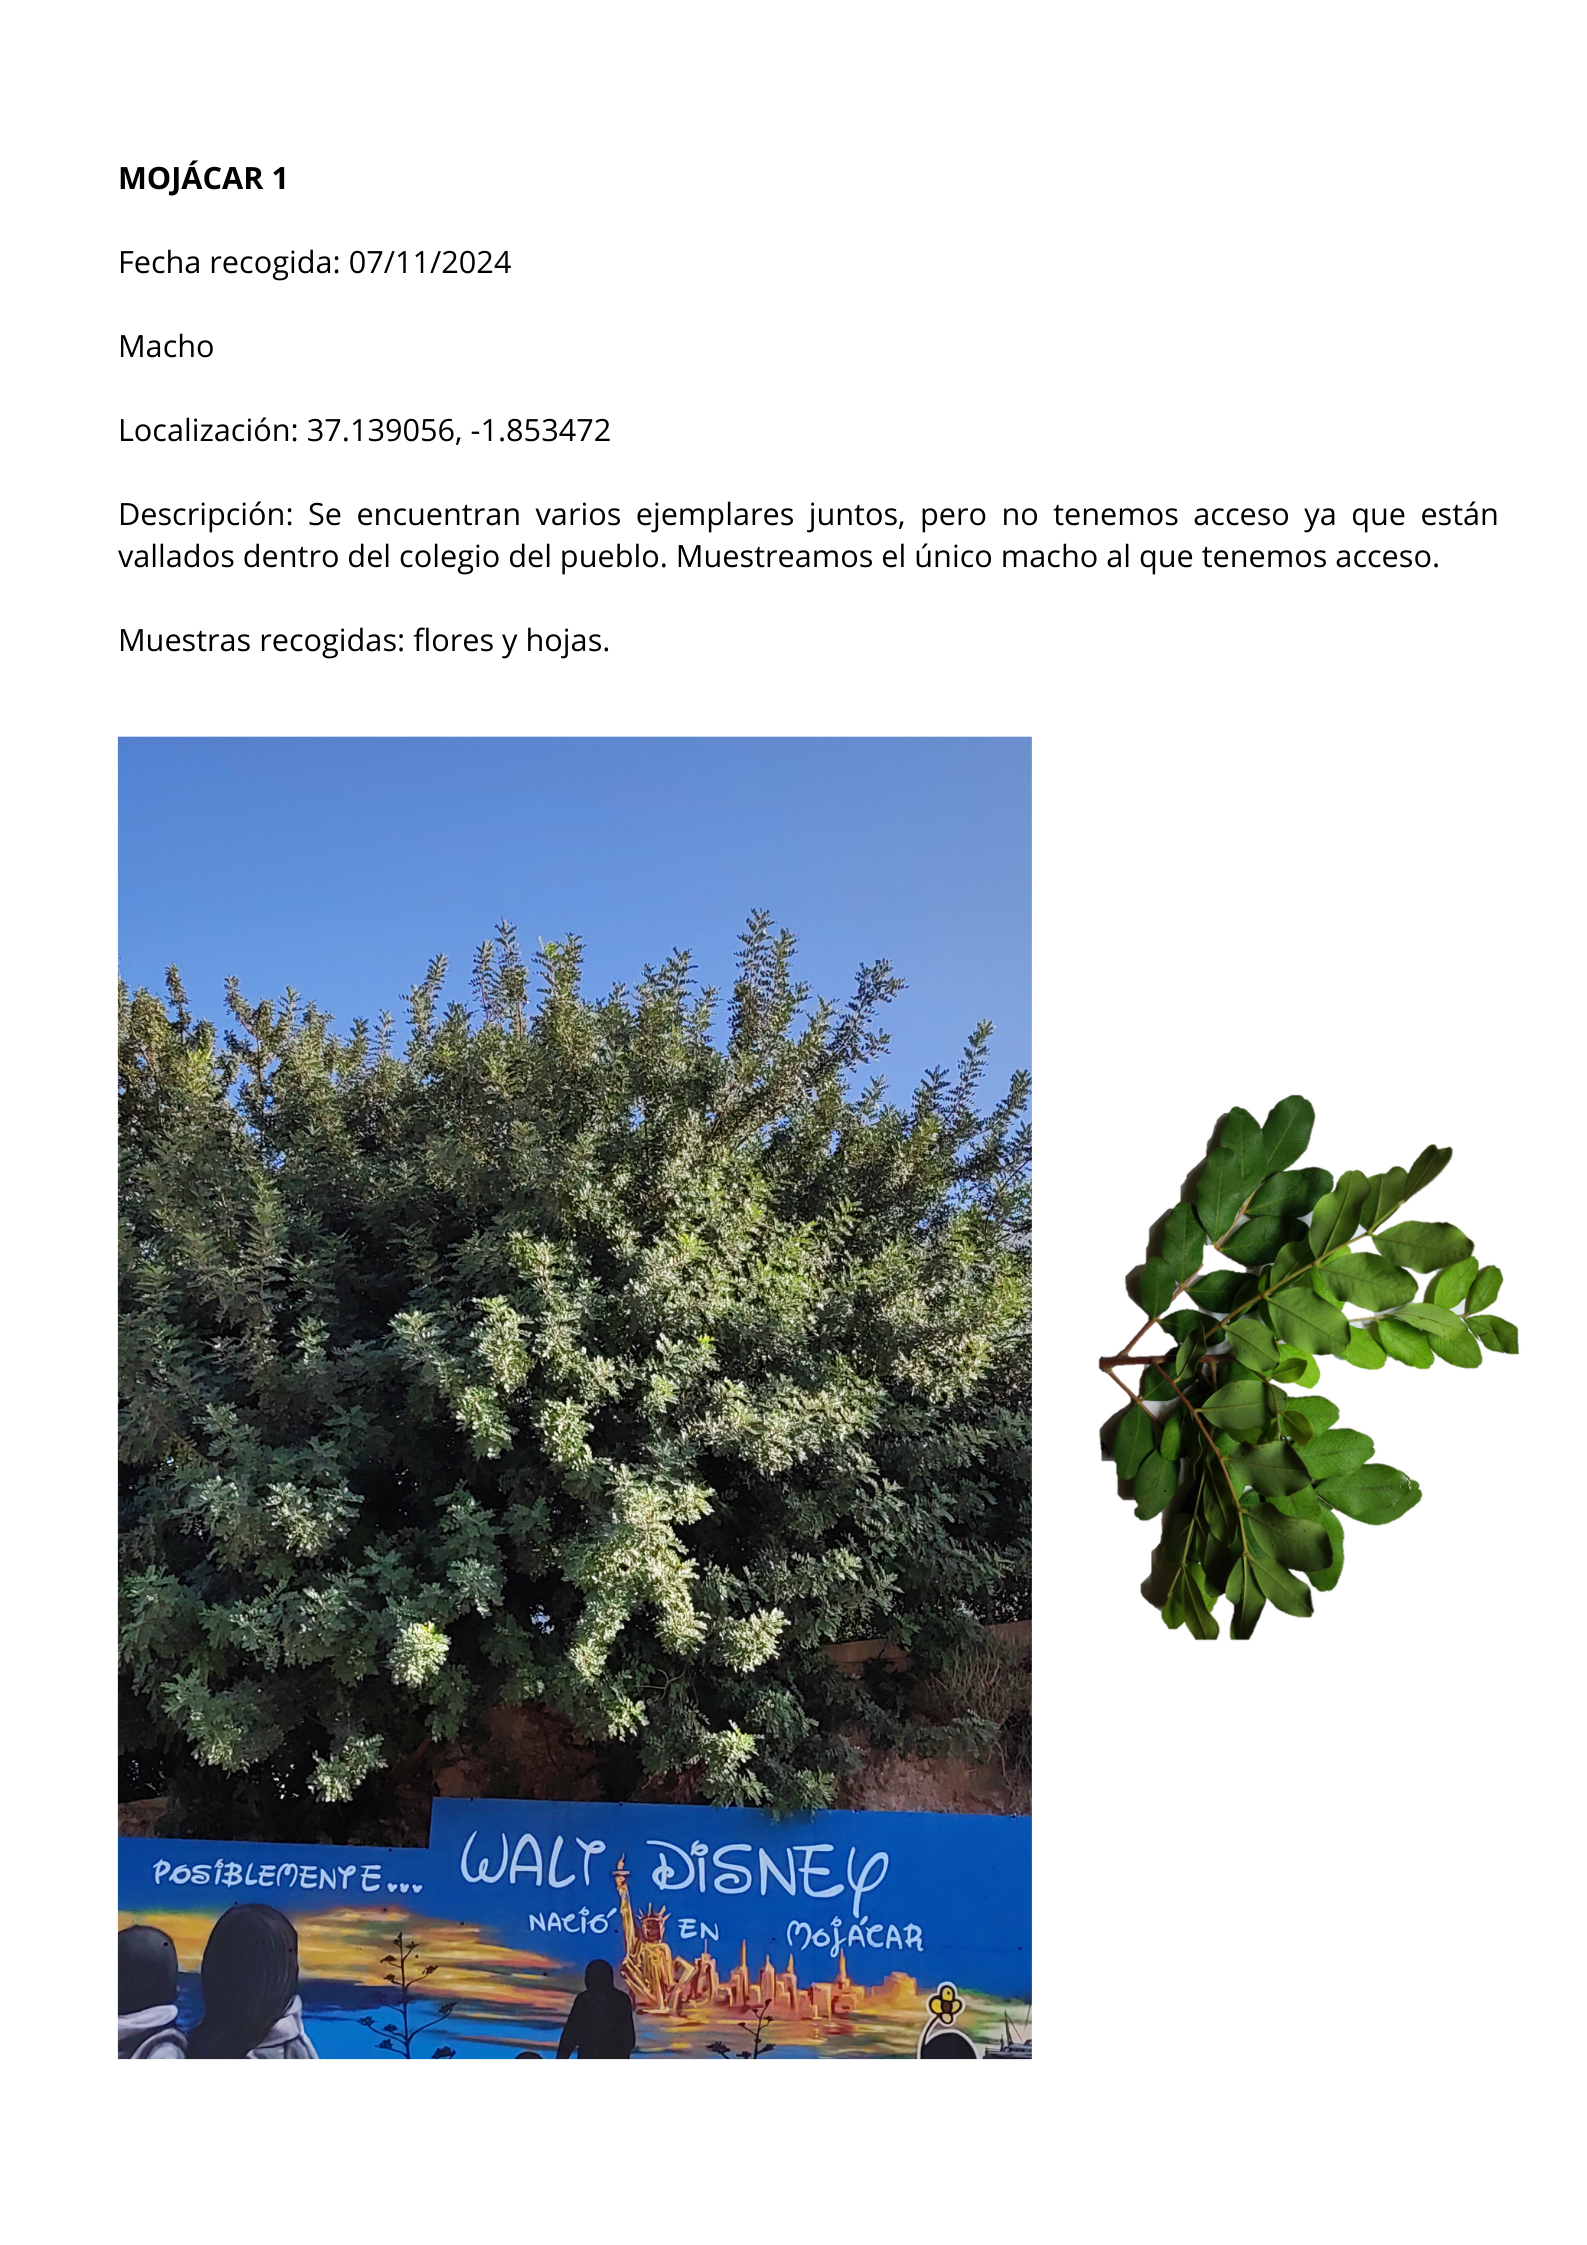 MOJÁCAR 1
Fecha recogida: 07/11/2024
Macho
Localización: 37.139056, -1.853472
Descripción: Se encuentran varios ejemplares juntos, pero no tenemos acceso ya que están
vallados dentro del colegio del pueblo. Muestreamos el único macho al que tenemos acceso.
Muestras recogidas: flores y hojas.
POSIBLEMENTE... WALT DISNEY
NACIÓ EN MOJÁCAR